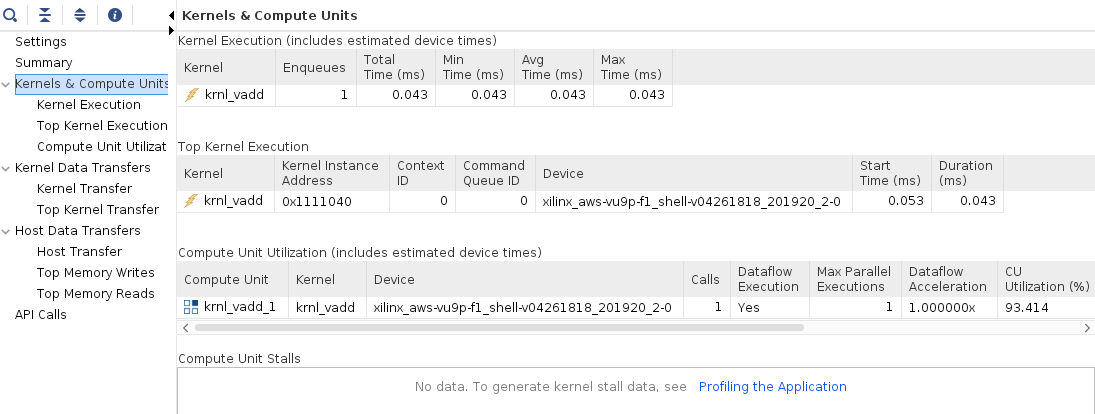 Kernels & Compute Units
Settings
Summary
Kernels & Compute Units
Kernel Execution
Top Kernel Execution
Compute Unit Utilizat
Kernel Data Transfers
Kernel Transfer
Top Kernel Transfer
Host Data Transfers
Host Transfer
Top Memory Writes
Top Memory Reads
API Calls
Kernel Execution (includes estimated device times)
Kernel Enqueues Total Time (ms) Min Time (ms) Avg Time (ms) Max Time (ms)
krnl_vadd 1 0.043 0.043 0.043 0.043
Top Kernel Execution
Kernel Kernel Instance Address Context ID Command Queue ID Device Start Time (ms) Duration (ms)
krnl_vadd 0x1111040 0 0 xilinx_aws-vu9p-f1_shell-v04261818_201920_2-0 0.053 0.043
Compute Unit Utilization (includes estimated device times)
Compute Unit Kernel Device Calls Dataflow Execution Max Parallel Executions Dataflow Acceleration CU Utilization (%)
krnl_vadd_1 krnl_vadd xilinx_aws-vu9p-f1_shell-v04261818_201920_2-0 1 Yes 1 1.000000x 93.414
Compute Unit Stalls
No data. To generate kernel stall data, see Profiling the Application